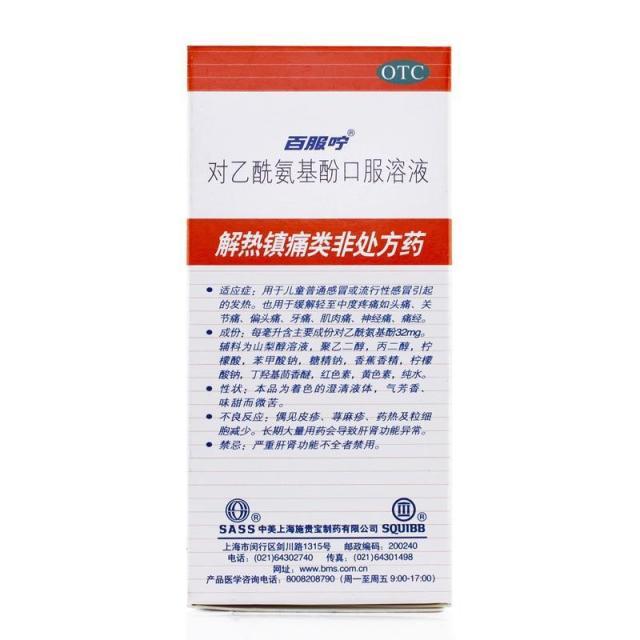 OTC
百服咛®
对乙酰氨基酚口服溶液
解热镇痛类非处方药
• 适应症：用于儿童普通感冒或流行性感冒引起
的发热。也用于缓解轻至中度疼痛如头痛、关
节痛、偏头痛、牙痛、肌肉痛、神经痛、痛经。
• 成份：每毫升含主要成份对乙酰氨基酚32mg。
辅料为山梨醇溶液，聚乙二醇，丙二醇，柠
檬酸，苯甲酸钠，糖精钠，香蕉香精，柠檬
酸钠，丁羟基茴香醚，红色素，黄色素，纯水。
• 性状：本品为着色的澄清液体，气芳香、
味甜而微苦。
• 不良反应：偶见皮疹、荨麻疹、药热及粒细
胞减少。长期大量用药会导致肝肾功能异常。
• 禁忌：严重肝肾功能不全者禁用。
SASS® 中美上海施贵宝制药有限公司 SQUIBB®
上海市闵行区剑川路1315号 邮政编码：200240
电话：(021)64302740 传真：(021)64301498
网址：www.bms.com.cn
产品医学咨询电话：8008208790（周一至周五 9:00-17:00）